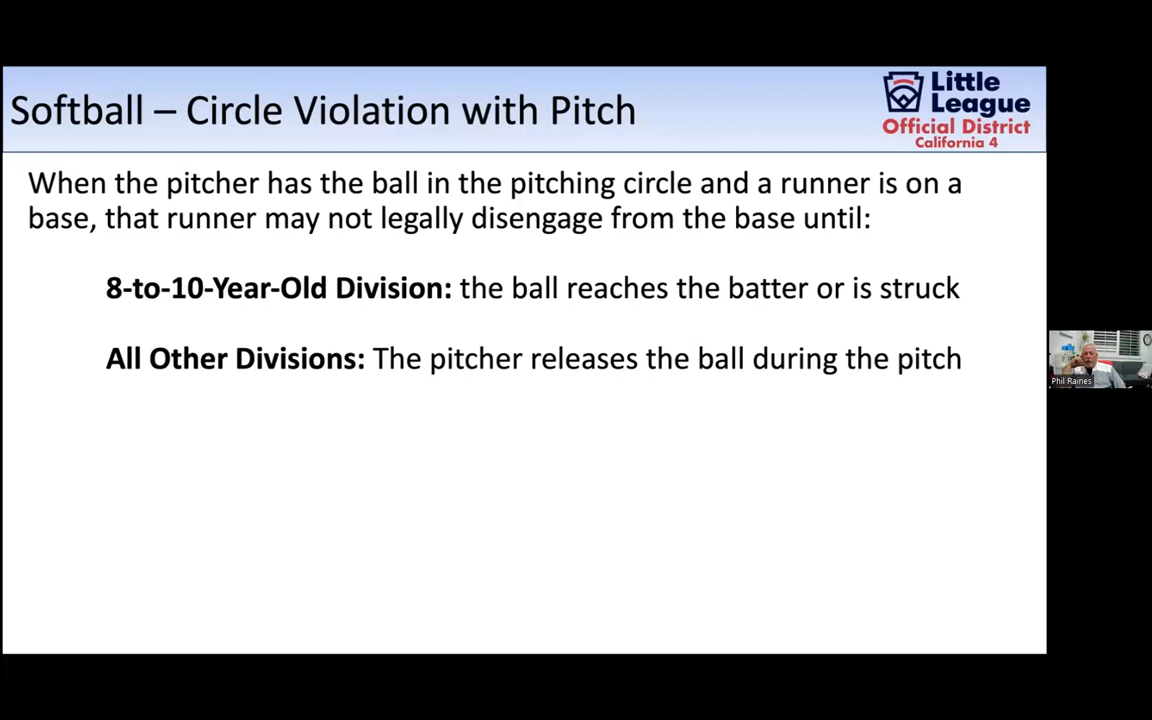 Softball – Circle Violation with Pitch
Little
League
Official District
California 4
When the pitcher has the ball in the pitching circle and a runner is on a
base, that runner may not legally disengage from the base until:
8-to-10-Year-Old Division: the ball reaches the batter or is struck
All Other Divisions: The pitcher releases the ball during the pitch
Phil Raines